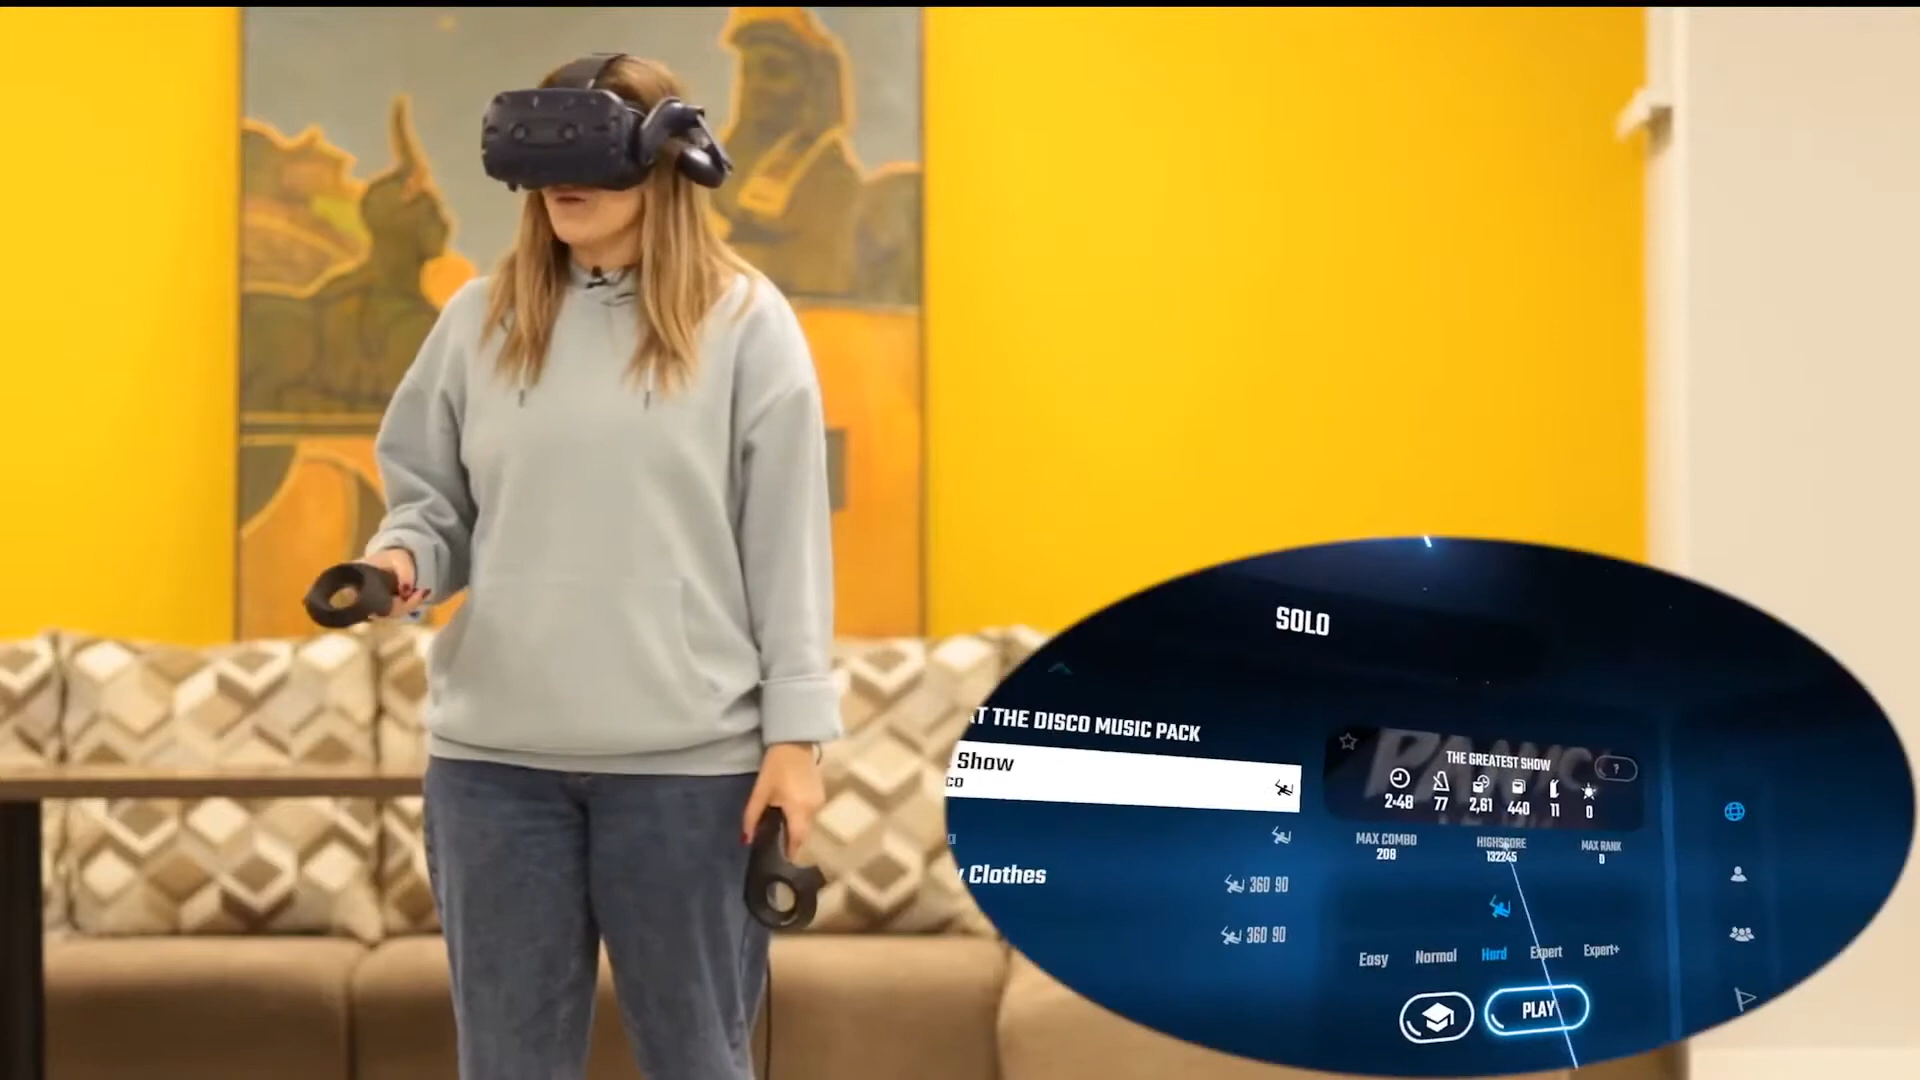 SOLO
AT THE DISCO MUSIC PACK
Show
CO
Clothes
360 90
360 90
THE GREATEST SHOW
?
2:48 77 2,61 440 11 0
MAX COMBO HIGHSCORE MAX RANK
208 132245 0
Easy Normal Hard Expert Expert+
PLAY